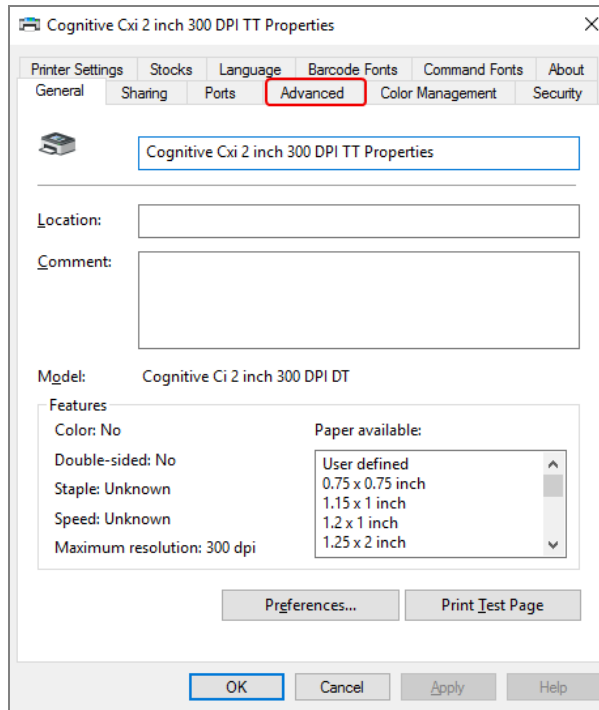 Cognitive Cxi 2 inch 300 DPI TT Properties
Printer Settings Stocks Language Barcode Fonts Command Fonts About
General Sharing Ports Advanced Color Management Security
Cognitive Cxi 2 inch 300 DPI TT Properties
Location:
Comment:
Model: Cognitive Ci 2 inch 300 DPI DT
Features
Color: No
Double-sided: No
Staple: Unknown
Speed: Unknown
Maximum resolution: 300 dpi
Paper available:
User defined
0.75 x 0.75 inch
1.15 x 1 inch
1.2 x 1 inch
1.25 x 2 inch
Preferences... Print Test Page
OK Cancel Apply Help